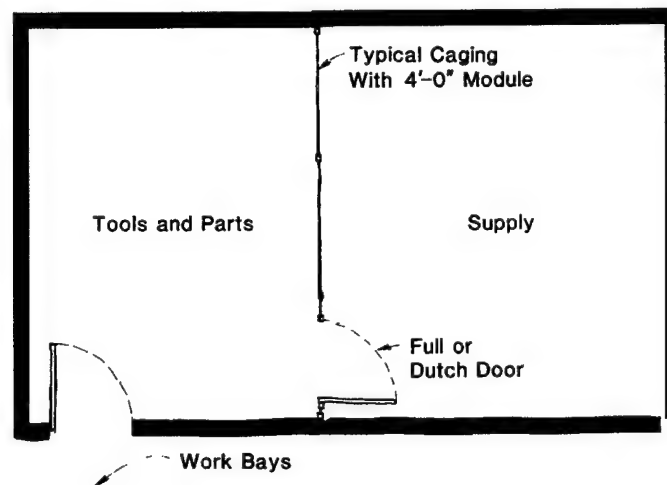 Typical Caging
With 4'-0" Module
Tools and Parts
Supply
Full or
Dutch Door
Work Bays